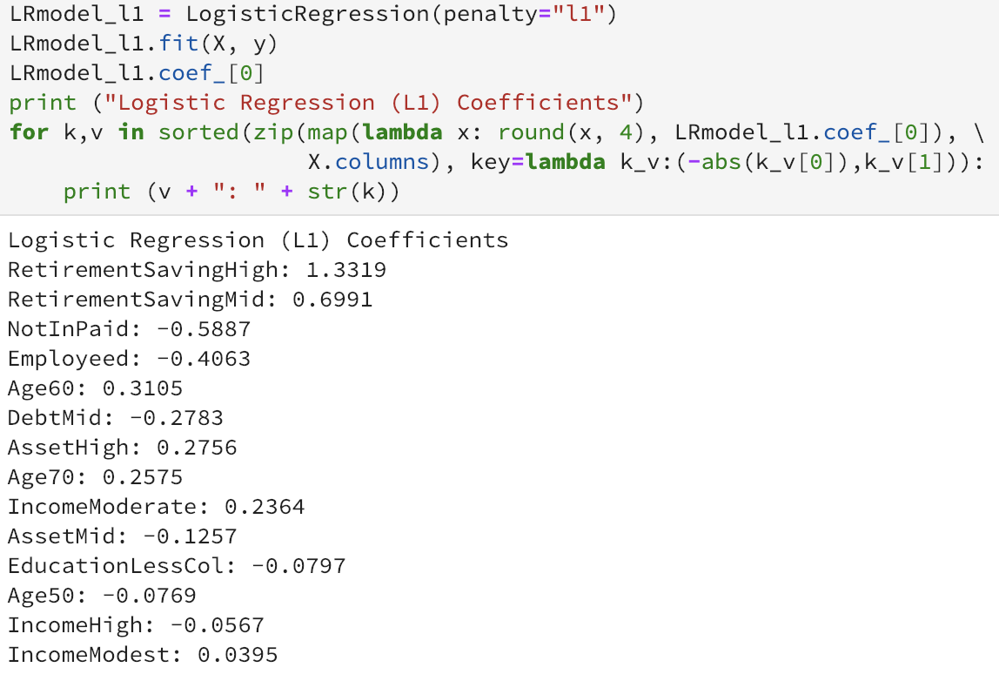 LRmodel_l1 = LogisticRegression(penalty="l1")
LRmodel_l1.fit(X, y)
LRmodel_l1.coef_[0]
print ("Logistic Regression (L1) Coefficients")
for k,v in sorted(zip(map(lambda x: round(x, 4), LRmodel_l1.coef_[0]), \
                      X.columns), key=lambda k_v:(-abs(k_v[0]),k_v[1])):
    print (v + ": " + str(k))
Logistic Regression (L1) Coefficients
RetirementSavingHigh: 1.3319
RetirementSavingMid: 0.6991
NotInPaid: -0.5887
Employeed: -0.4063
Age60: 0.3105
DebtMid: -0.2783
AssetHigh: 0.2756
Age70: 0.2575
IncomeModerate: 0.2364
AssetMid: -0.1257
EducationLessCol: -0.0797
Age50: -0.0769
IncomeHigh: -0.0567
IncomeModest: 0.0395